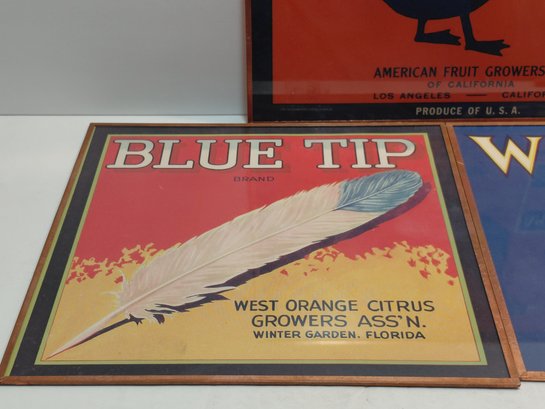 AMERICAN FRUIT GROWERS
OF CALIFORNIA
LOS ANGELES — CALIFO
PRODUCE OF U.S.A.
BLUE TIP
BRAND
WEST ORANGE CITRUS
GROWERS ASS'N.
WINTER GARDEN, FLORIDA
W